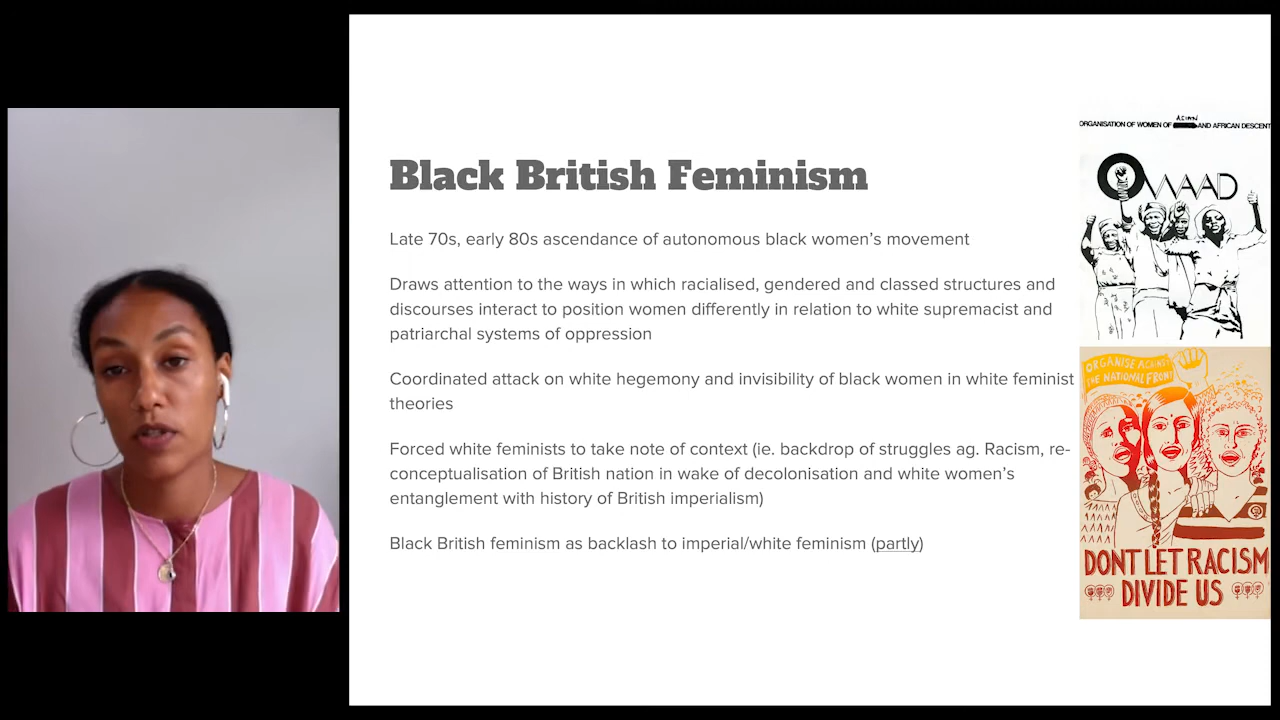 Black British Feminism
Late 70s, early 80s ascendance of autonomous black women's movement
Draws attention to the ways in which racialised, gendered and classed structures and
discourses interact to position women differently in relation to white supremacist and
patriarchal systems of oppression
Coordinated attack on white hegemony and invisibility of black women in white feminist
theories
Forced white feminists to take note of context (ie. backdrop of struggles ag. Racism, re-
conceptualisation of British nation in wake of decolonisation and white women's
entanglement with history of British imperialism)
Black British feminism as backlash to imperial/white feminism (partly)
ASIAN
ORGANISATION OF WOMEN OF AND AFRICAN DESCENT
OWAAD
ORGANISE AGAINST
THE NATIONAL FRONT
DONT LET RACISM
DIVIDE US